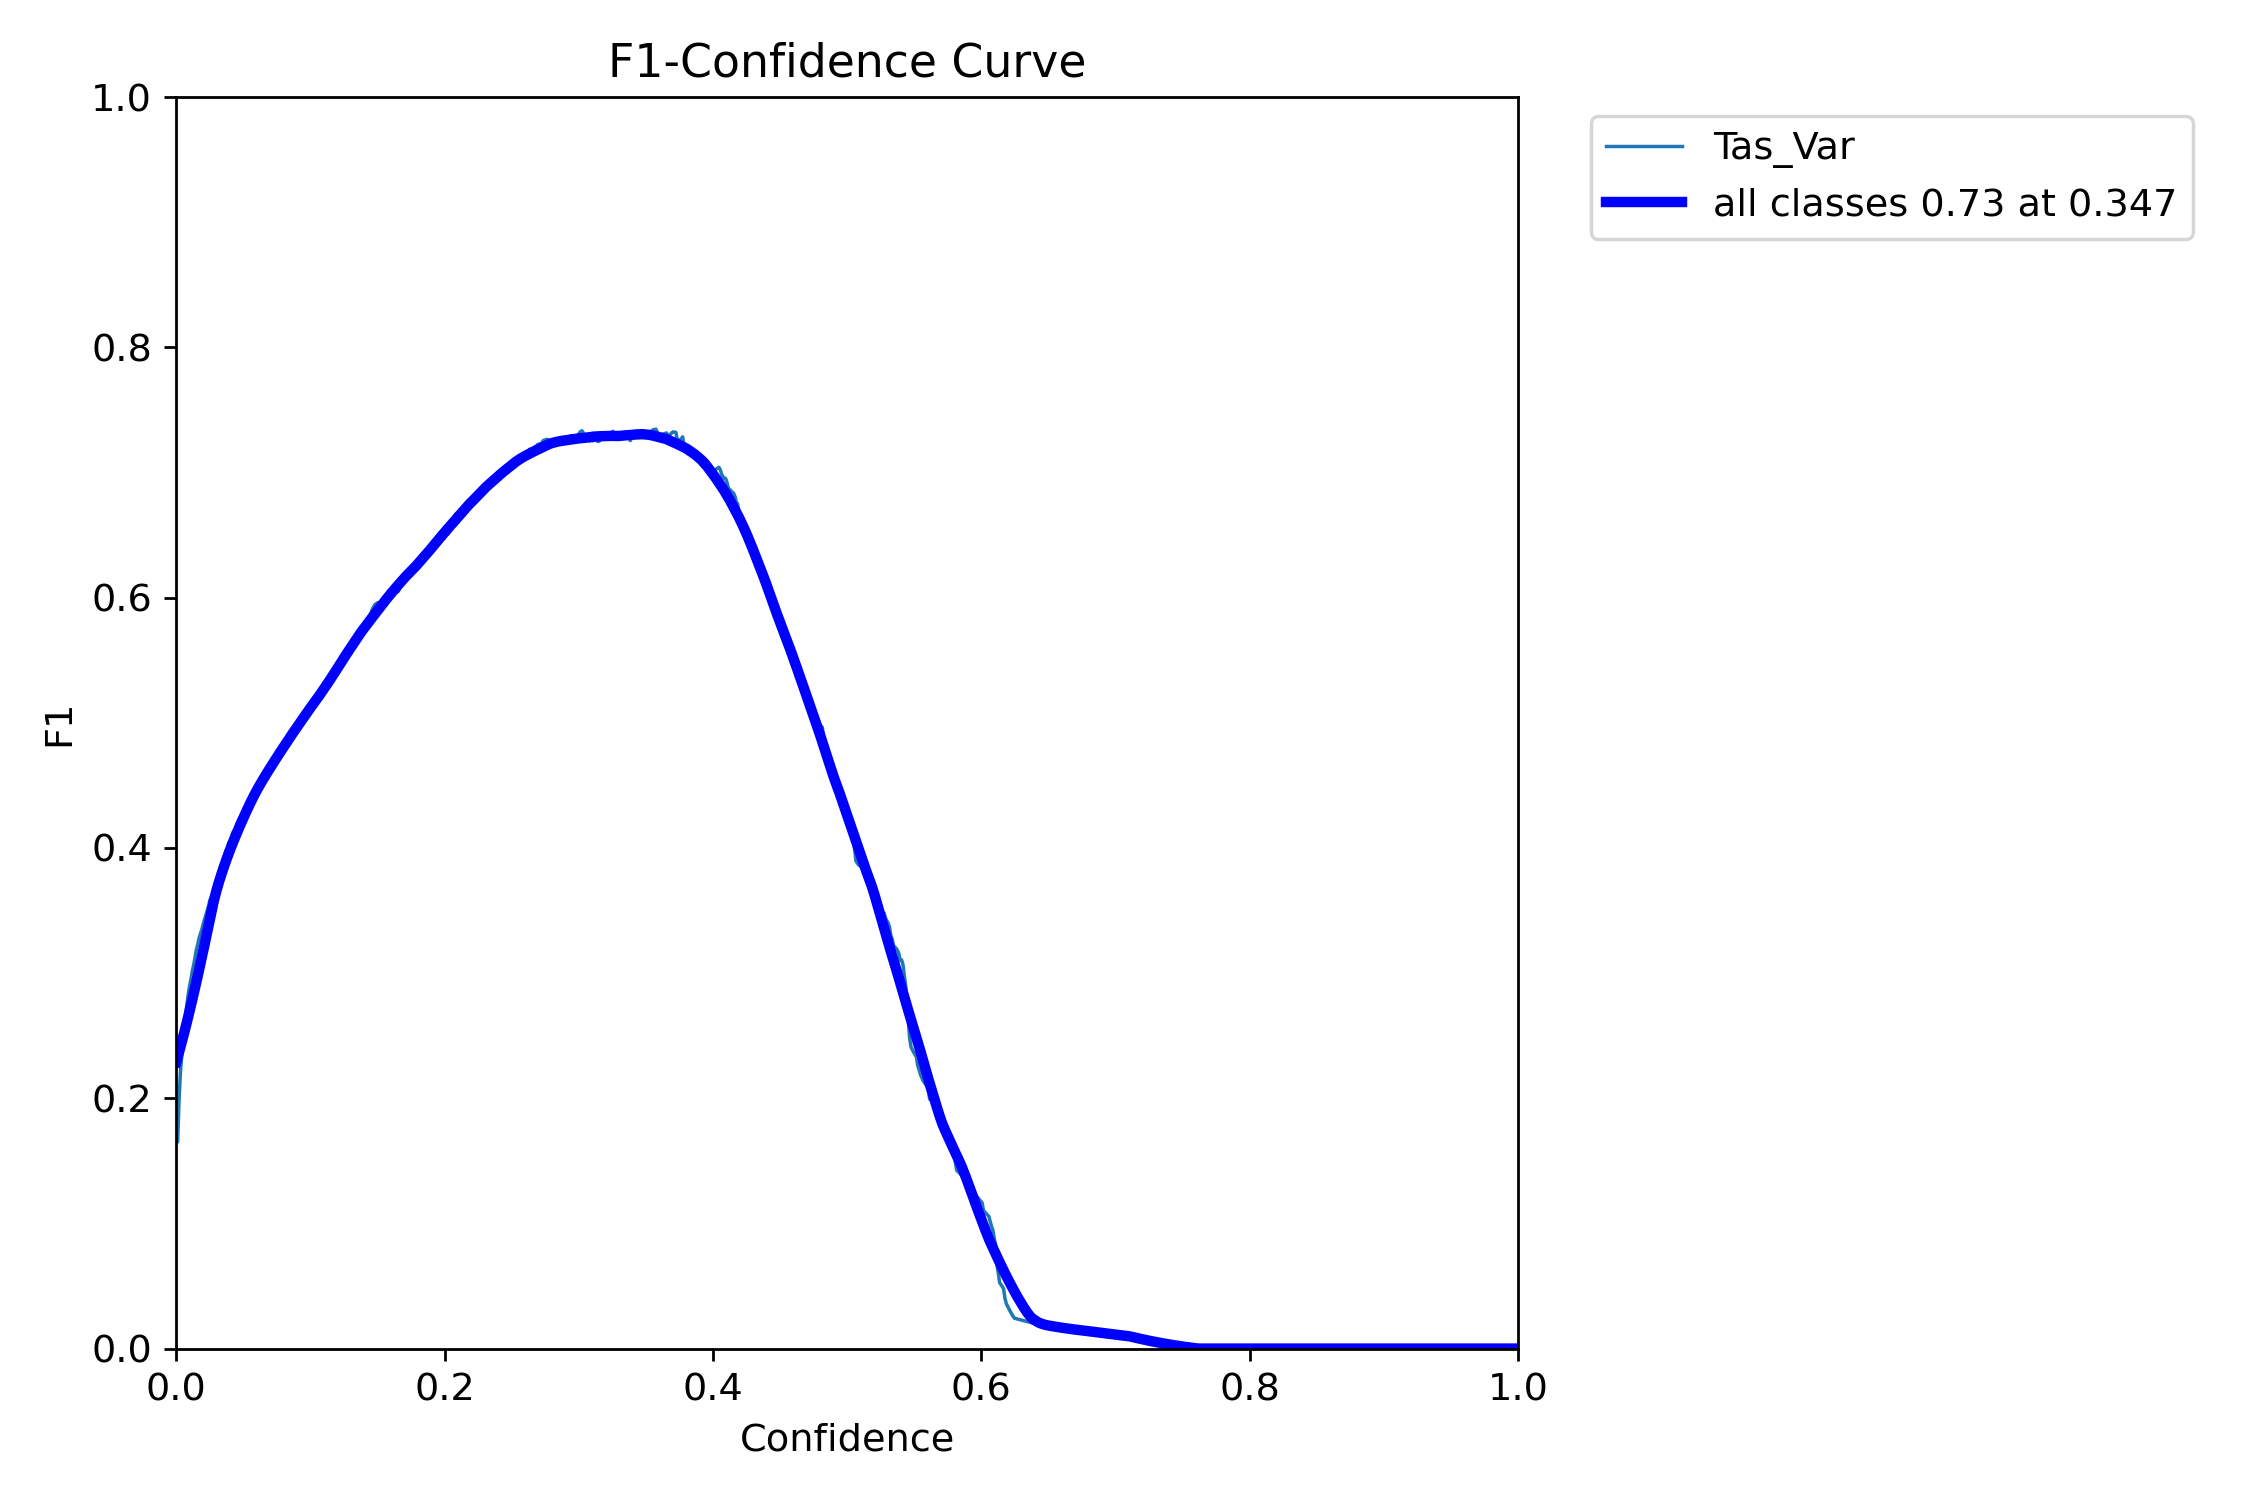 F1-Confidence Curve
1.0
0.8
0.6
0.4
0.2
0.0
F1
0.0 0.2 0.4 0.6 0.8 1.0
Confidence
Tas_Var
all classes 0.73 at 0.347